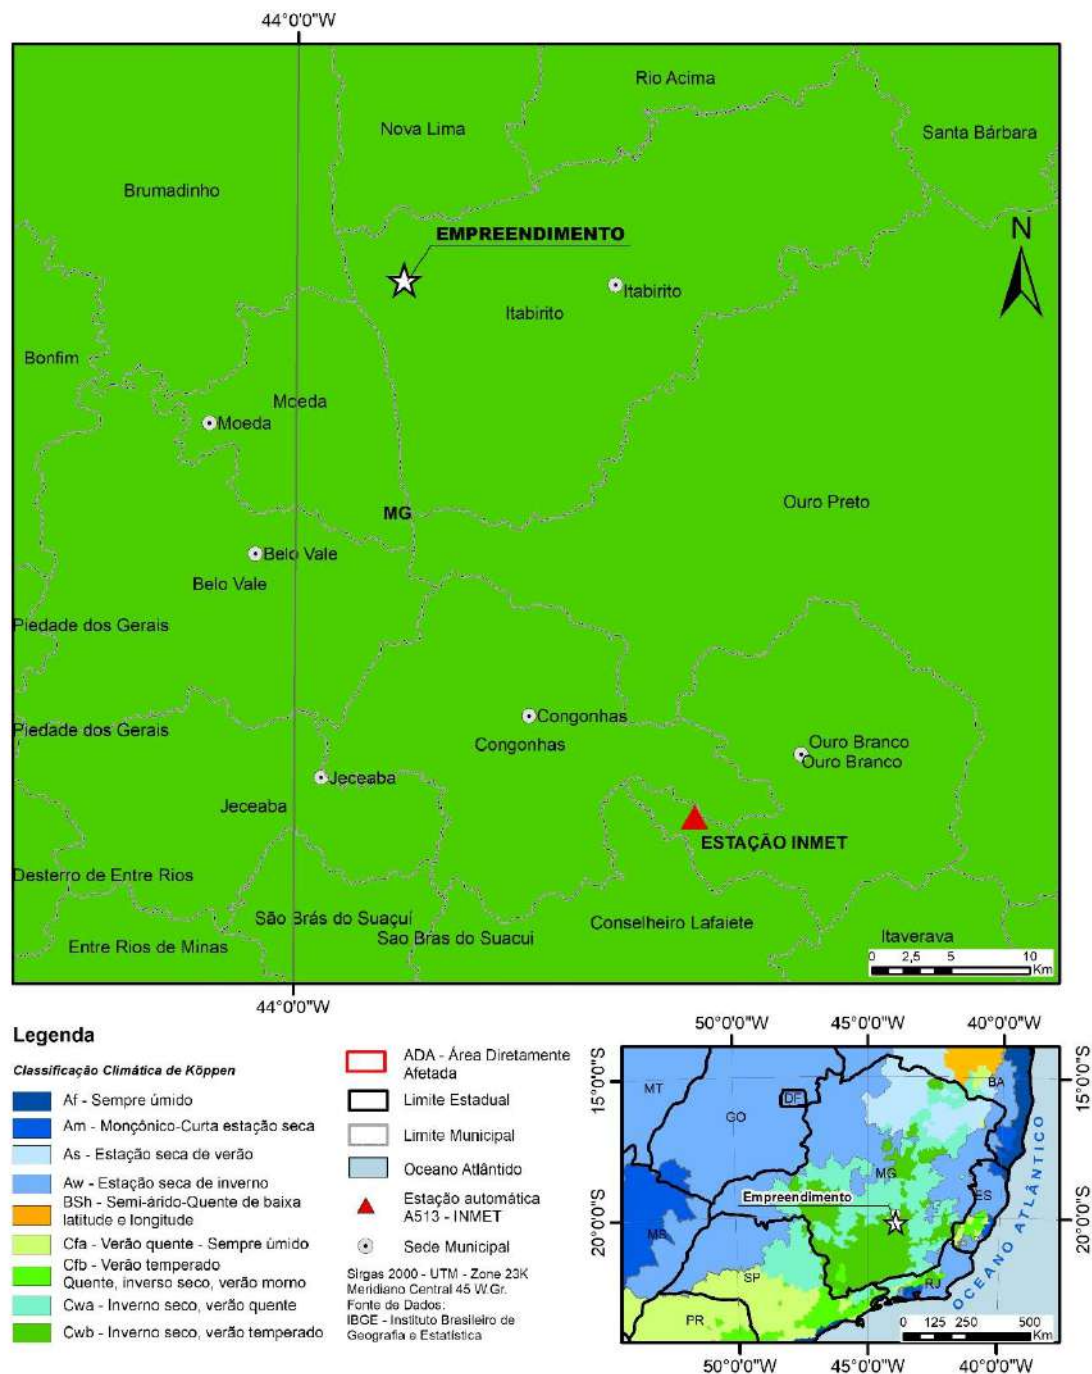 44°0'0"W
Rio Acima
Nova Lima
Santa Bárbara
Brumadinho
N
EMPREENDIMENTO
Itabirito
Itabirito
Bonfim
Moeda
Moeda
Ouro Preto
MG
Belo Vale
Belo Vale
Piedade dos Gerais
Congonhas
Piedade dos Gerais
Congonhas
Ouro Branco
Ouro Branco
Jeceaba
Jeceaba
ESTAÇÃO INMET
Desterro de Entre Rios
São Brás do Suaçuí
Conselheiro Lafaiete
Sao Bras do Suacui
Itaverava
Entre Rios de Minas
0 2,5 5 10
Km
44°0'0"W
Legenda
Classificação Climática de Köppen
Af - Sempre úmido
Am - Monçônico-Curta estação seca
As - Estação seca de verão
Aw - Estação seca de inverno
BSh - Semi-árido-Quente de baixa
latitude e longitude
Cfa - Verão quente - Sempre úmido
Cfb - Verão temperado
Quente, inverso seco, verão morno
Cwa - Inverno seco, verão quente
Cwb - Inverno seco, verão temperado
ADA - Área Diretamente
Afetada
Limite Estadual
Limite Municipal
Oceano Atlântido
Estação automática
A513 - INMET
Sede Municipal
Sirgas 2000 - UTM - Zone 23K
Meridiano Central 45 W.Gr.
Fonte de Dados:
IBGE - Instituto Brasileiro de
Geografia e Estatística
50°0'0"W 45°0'0"W 40°0'0"W
15°0'0"S
15°0'0"S
MT
BA
DF
GO
MG
Empreendimento
ES
20°0'0"S
20°0'0"S
MS
OCEANO ATLÂNTICO
SP
RJ
PR
0 125 250 500
Km
50°0'0"W 45°0'0"W 40°0'0"W